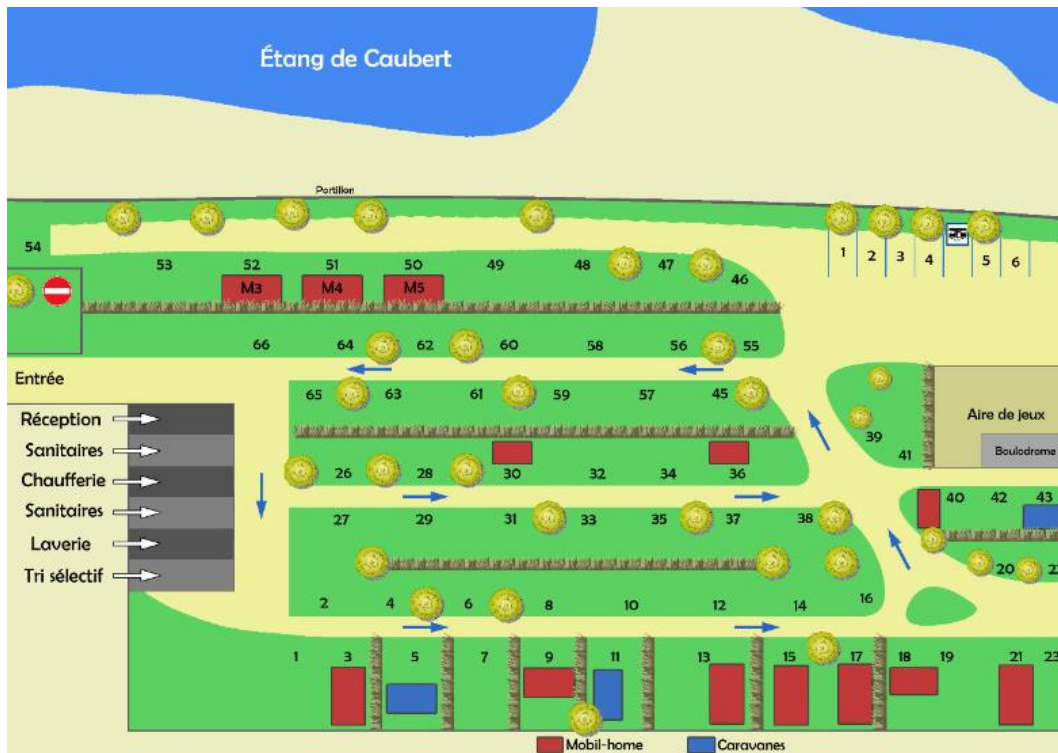 Étang de Caubert
Portillon
54
53 52 51 50 49 48 47 46
M3 M4 M5
1 2 3 4 5 6
66 64 62 60 58 56 55
Entrée
65 63 61 59 57 45
Réception
Sanitaires
Chaufferie
Sanitaires
Laverie
Tri sélectif
Aire de jeux
Boulodrome
39
41
26 28 30 32 34 36
40 42 43
27 29 31 33 35 37 38
20 22
2 4 6 8 10 12 14 16
1 3 5 7 9 11 13 15 17 18 19 21 23
Mobil-home Caravanes